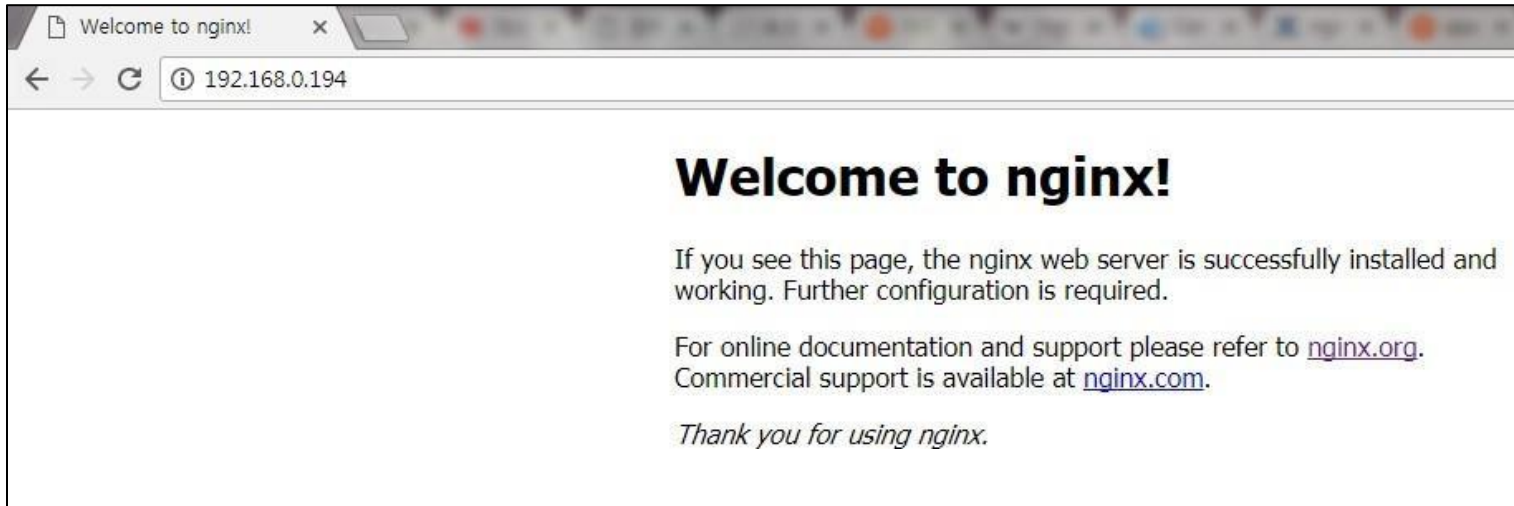 Welcome to nginx!
192.168.0.194
Welcome to nginx!
If you see this page, the nginx web server is successfully installed and
working. Further configuration is required.
For online documentation and support please refer to nginx.org.
Commercial support is available at nginx.com.
Thank you for using nginx.